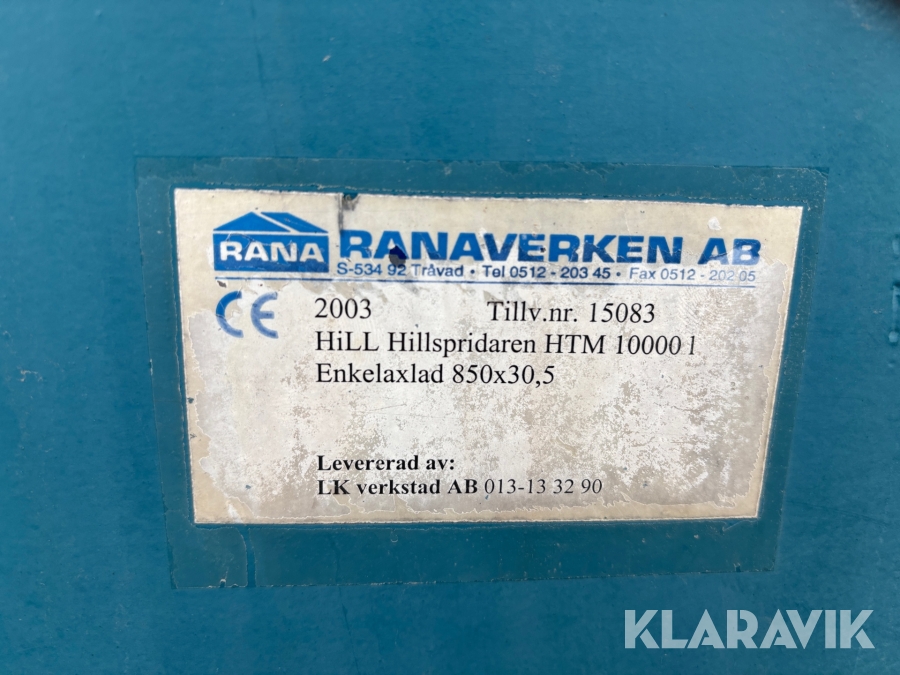 RANA RANAVERKEN AB
S-534 92 Tråvad • Tel 0512 - 203 45 • Fax 0512 - 202 05
CE 2003 Tillv.nr. 15083
HiLL Hillspridaren HTM 10000 l
Enkelaxlad 850x30,5
Levererad av:
LK verkstad AB 013-13 32 90
KLARAVIK